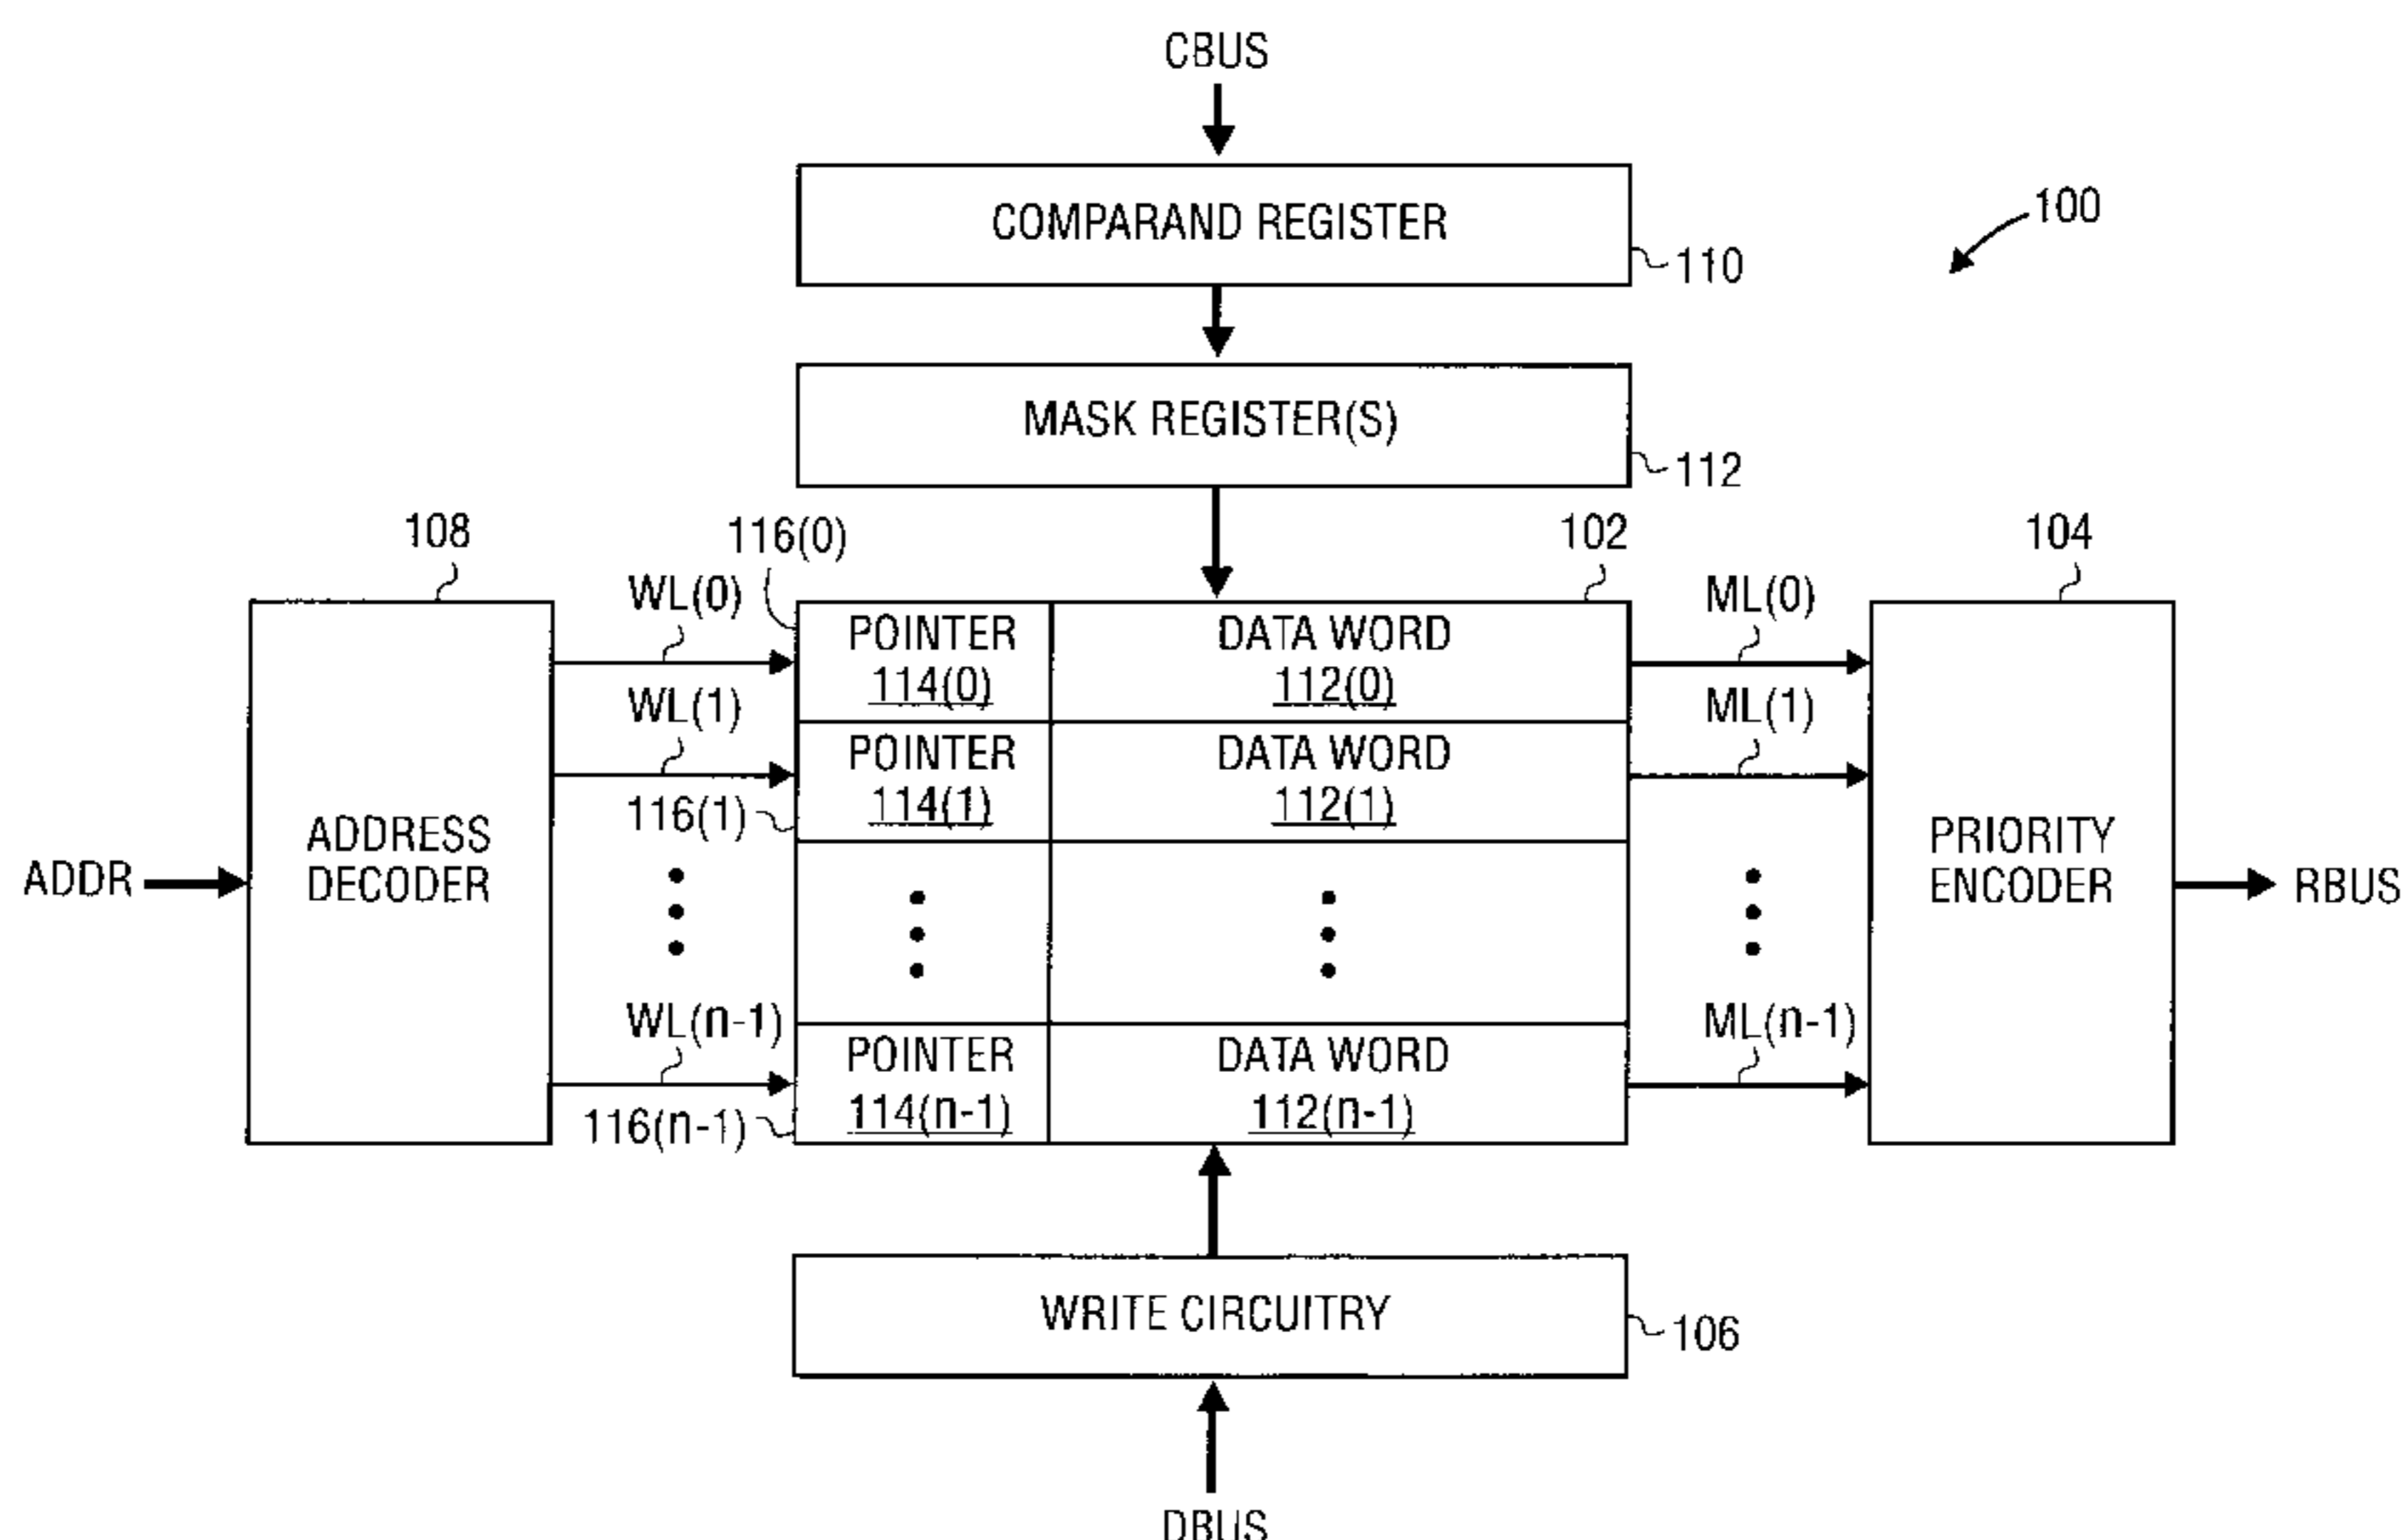 CBUS
COMPARAND REGISTER
100
110
MASK REGISTER(S)
112
108
116(0)
102
104
WL(0)
POINTER
114(0)
DATA WORD
112(0)
ML(0)
WL(1)
POINTER
114(1)
DATA WORD
112(1)
ML(1)
116(1)
ADDR
ADDRESS
DECODER
PRIORITY
ENCODER
RBUS
WL(n-1)
POINTER
114(n-1)
DATA WORD
112(n-1)
ML(n-1)
116(n-1)
WRITE CIRCUITRY
106
DBUS